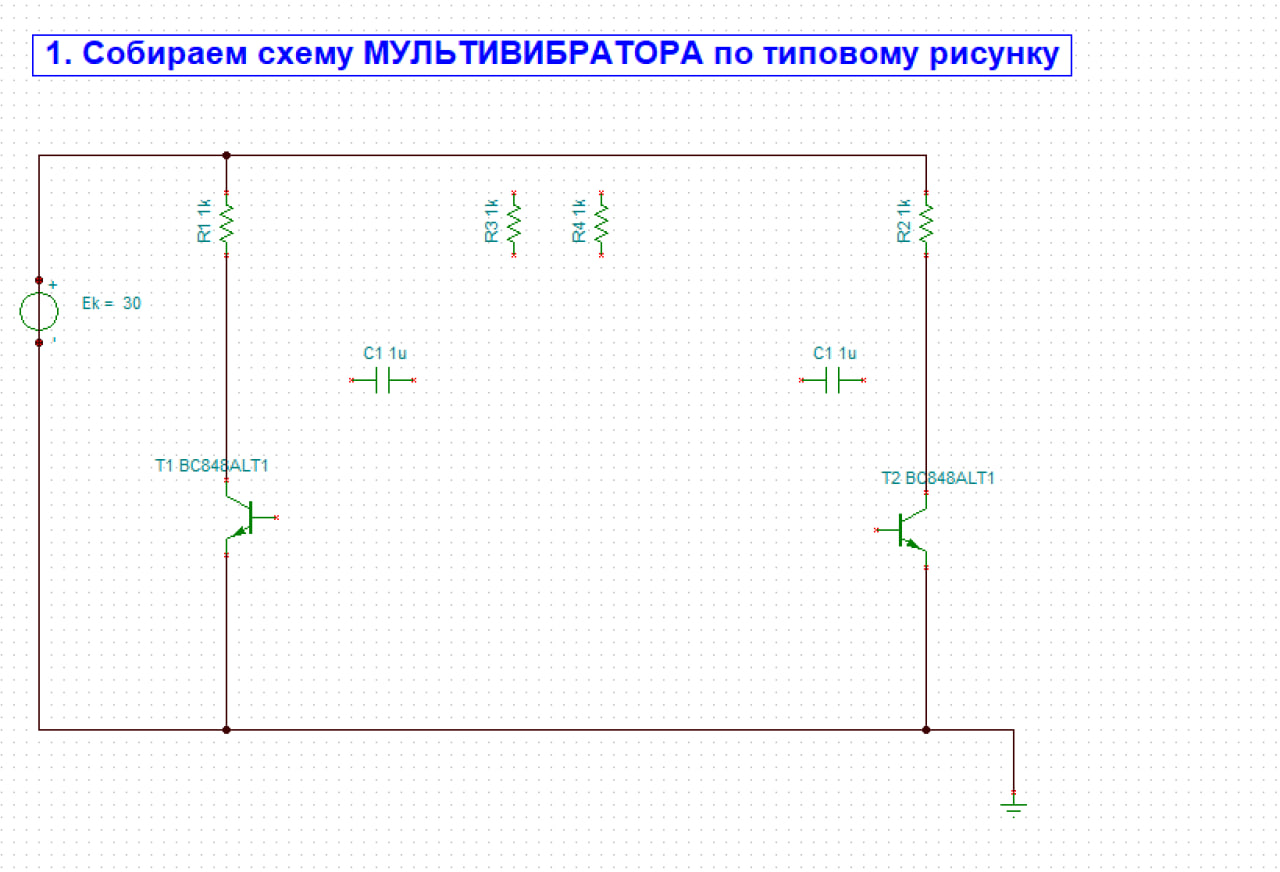 1. Собираем схему МУЛЬТИВИБРАТОРА по типовому рисунку
R1 1k
R3 1k
R4 1k
R2 1k
+
Ek = 30
-
C1 1u
C1 1u
T1 BC848ALT1
T2 BC848ALT1